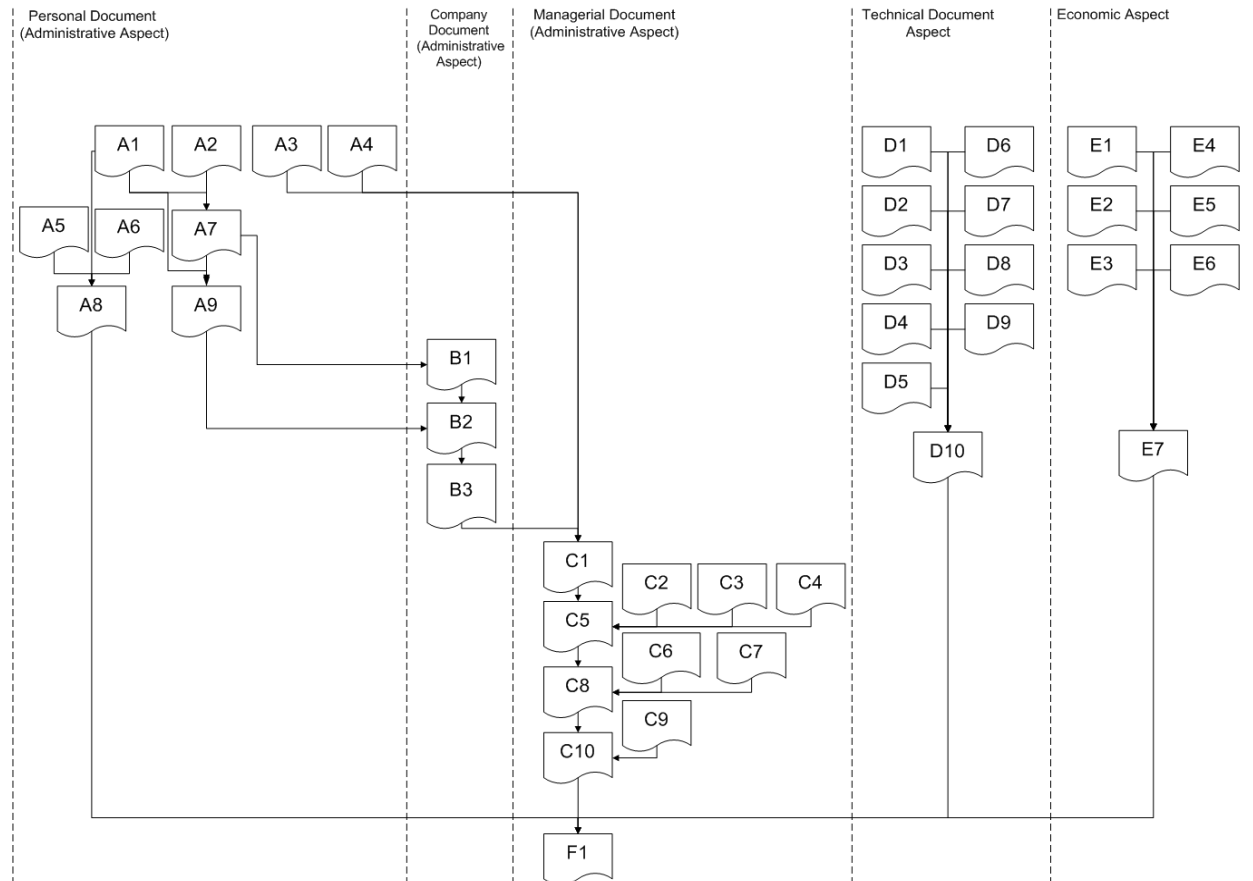 Personal Document
(Administrative Aspect)
Company
Document
(Administrative
Aspect)
Managerial Document
(Administrative Aspect)
Technical Document
Aspect
Economic Aspect
A1 A2 A3 A4
D1 D6
E1 E4
A5 A6 A7
D2 D7
E2 E5
D3 D8
E3 E6
A8 A9
D4 D9
B1
D5
B2
D10
E7
B3
C1
C2 C3 C4
C5
C6 C7
C8
C9
C10
F1